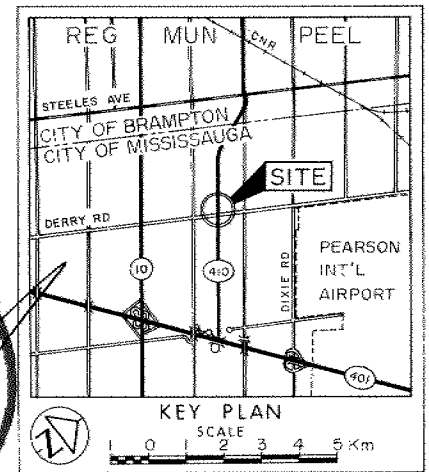 REG MUN PEEL
CNR
STEELES AVE
CITY OF BRAMPTON
CITY OF MISSISSAUGA
SITE
DERRY RD
10
410
DIXIE RD
PEARSON
INT'L
AIRPORT
401
KEY PLAN
SCALE
N
1 0 1 2 3 4 5 Km